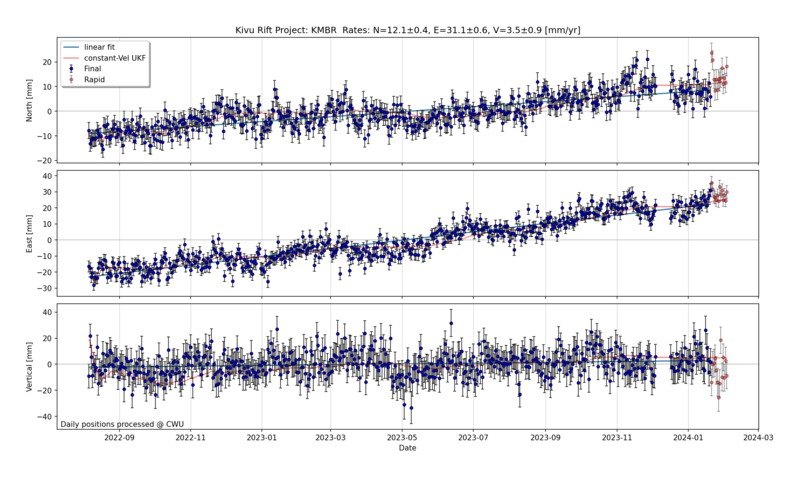 Kivu Rift Project: KMBR  Rates: N=12.1±0.4, E=31.1±0.6, V=3.5±0.9 [mm/yr]
linear fit
constant-Vel UKF
Final
Rapid
North [mm]
20
10
0
−10
−20
East [mm]
40
30
20
10
0
−10
−20
−30
Vertical [mm]
40
20
0
−20
−40
Daily positions processed @ CWU
2022-09 2022-11 2023-01 2023-03 2023-05 2023-07 2023-09 2023-11 2024-01 2024-03
Date